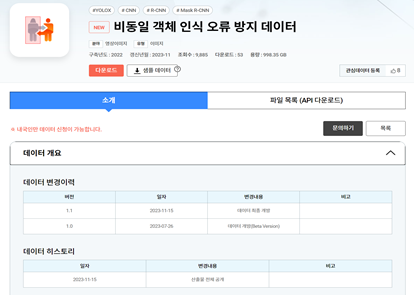 #YOLOX # CNN # R-CNN # Mask R-CNN
NEW 비동일 객체 인식 오류 방지 데이터
분야 영상이미지 유형 이미지
구축년도 : 2022 갱신년월 : 2023-11 조회수 : 9,885 다운로드 : 53 용량 : 998.35 GB
다운로드 샘플 데이터 ? 관심데이터 등록 8
소개 파일 목록 (API 다운로드)
※ 내국인만 데이터 신청이 가능합니다. 문의하기 목록
데이터 개요
데이터 변경이력
버전 일자 변경내용 비고
1.1 2023-11-15 데이터 최종 개방
1.0 2023-07-26 데이터 개방(Beta Version)
데이터 히스토리
일자 변경내용 비고
2023-11-15 산출물 전체 공개